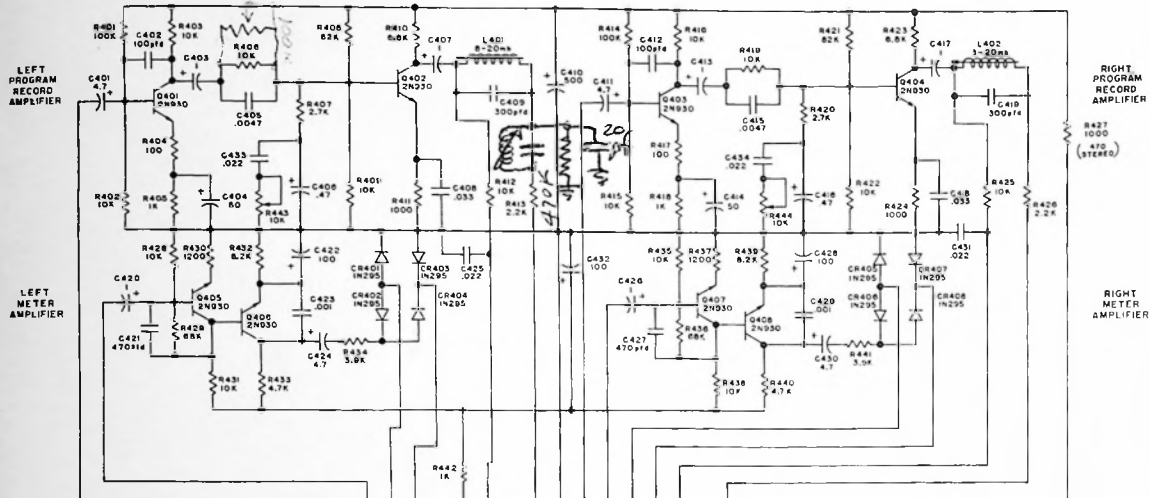 LEFT
PROGRAM
RECORD
AMPLIFIER
R401
100K
C402
100pfd
R403
10K
C401
4.7
C403
1
Q401
2N930
R406
10K
C405
.0047
R404
100
R402
10K
R405
1K
C404
50
R407
2.7K
C433
.022
R443
10K
C406
.47
82K
10K
R410
6.8K
C407
1
Q402
2N930
L401
8-20mh
C409
300pfd
R411
1000
C408
.033
R412
10K
R413
2.2K
C410
500
470K
20
R414
100K
C412
100pfd
R416
10K
C411
4.7
C413
1
Q403
2N930
R419
10K
C415
.0047
R417
100
R415
10K
R418
1K
C414
50
R420
2.7K
C434
.022
R444
10K
C416
.47
R421
82K
R422
10K
R423
6.8K
C417
1
Q404
2N930
L402
8-20mh
C419
300pfd
R424
1000
C418
.033
R425
10K
R426
2.2K
R427
1000
(470
STEREO)
RIGHT
PROGRAM
RECORD
AMPLIFIER
LEFT
METER
AMPLIFIER
C420
1
R428
10K
R430
1200
R432
8.2K
C422
100
Q405
2N930
Q406
2N930
C421
470pfd
R429
68K
C423
.001
C424
4.7
R434
3.9K
R431
10K
R433
4.7K
CR401
1N295
CR402
1N295
CR403
1N295
CR404
1N295
C425
.022
C432
100
R442
1K
C426
1
R435
10K
R437
1200
R439
8.2K
C428
100
Q407
2N930
Q408
2N930
C427
470pfd
R436
68K
C429
.001
C430
4.7
R441
3.9K
R438
10K
R440
4.7K
CR405
1N295
CR406
1N295
CR407
1N295
CR408
1N295
C431
.022
RIGHT
METER
AMPLIFIER